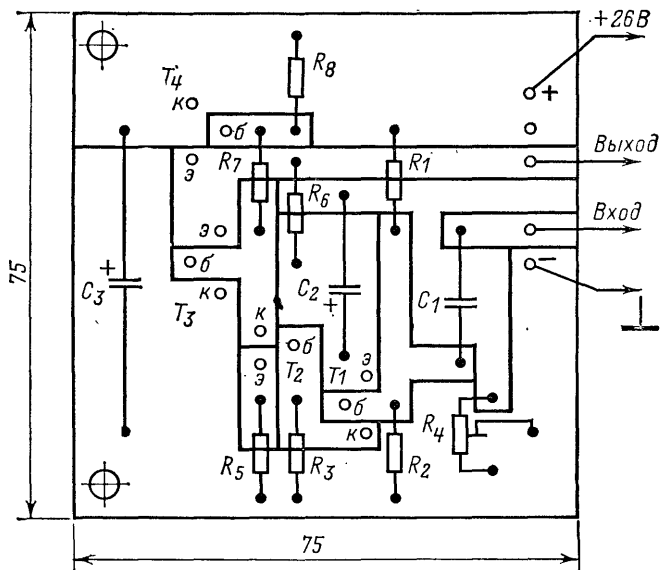 +26В
R8
T4
к
+
б
Выход
э
R7
R1
R6
Вход
э
б
−
к
+
C3
C2
+
C1
T3
к
б
э
T2
T1
э
б
к
R4
R5
R3
R2
75
75